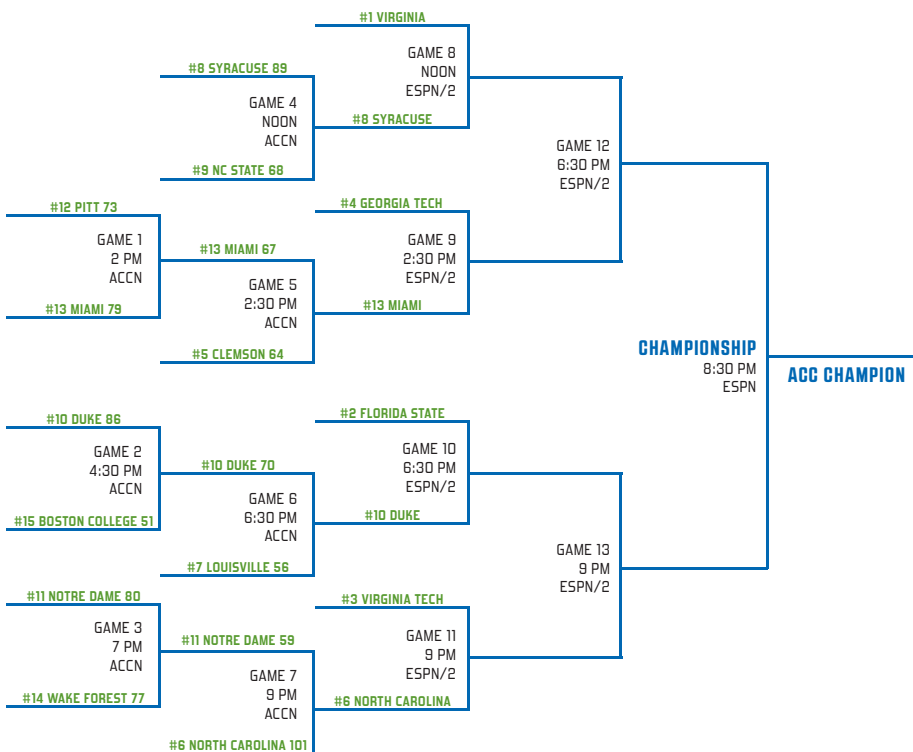 #1 VIRGINIA
GAME 8
NOON
ESPN/2
#8 SYRACUSE 89
GAME 4
NOON
ACCN
#8 SYRACUSE
#9 NC STATE 68
GAME 12
6:30 PM
ESPN/2
#12 PITT 73
GAME 1
2 PM
ACCN
#13 MIAMI 79
#13 MIAMI 67
GAME 5
2:30 PM
ACCN
#5 CLEMSON 64
#4 GEORGIA TECH
GAME 9
2:30 PM
ESPN/2
#13 MIAMI
CHAMPIONSHIP
8:30 PM
ESPN
ACC CHAMPION
#10 DUKE 86
GAME 2
4:30 PM
ACCN
#15 BOSTON COLLEGE 51
#10 DUKE 70
GAME 6
6:30 PM
ACCN
#7 LOUISVILLE 56
#2 FLORIDA STATE
GAME 10
6:30 PM
ESPN/2
#10 DUKE
GAME 13
9 PM
ESPN/2
#11 NOTRE DAME 80
GAME 3
7 PM
ACCN
#14 WAKE FOREST 77
#11 NOTRE DAME 59
GAME 7
9 PM
ACCN
#6 NORTH CAROLINA 101
#3 VIRGINIA TECH
GAME 11
9 PM
ESPN/2
#6 NORTH CAROLINA